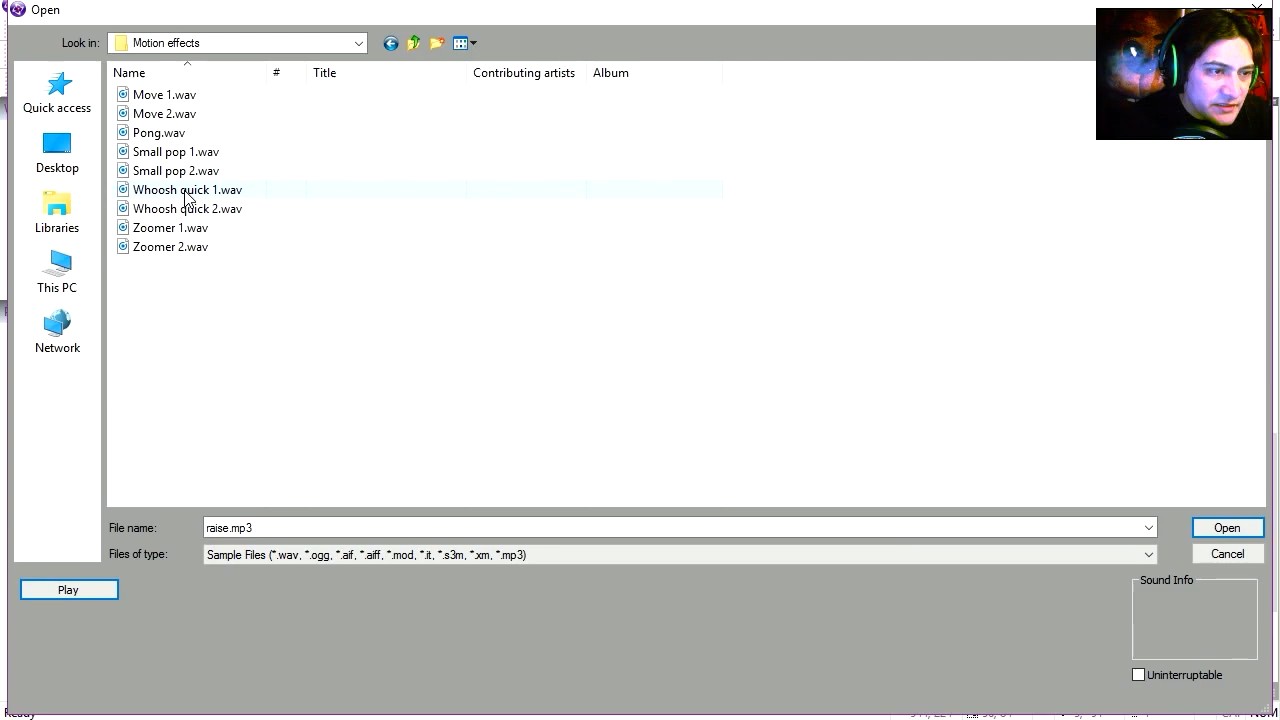 Open
Look in:
Motion effects
Quick access
Desktop
Libraries
This PC
Network
Name
#
Title
Contributing artists
Album
Move 1.wav
Move 2.wav
Pong.wav
Small pop 1.wav
Small pop 2.wav
Whoosh quick 1.wav
Whoosh quick 2.wav
Zoomer 1.wav
Zoomer 2.wav
File name:
raise.mp3
Open
Files of type:
Sample Files (*.wav, *.ogg, *.aif, *.aiff, *.mod, *.it, *.s3m, *.xm, *.mp3)
Cancel
Play
Sound Info
Uninterruptable